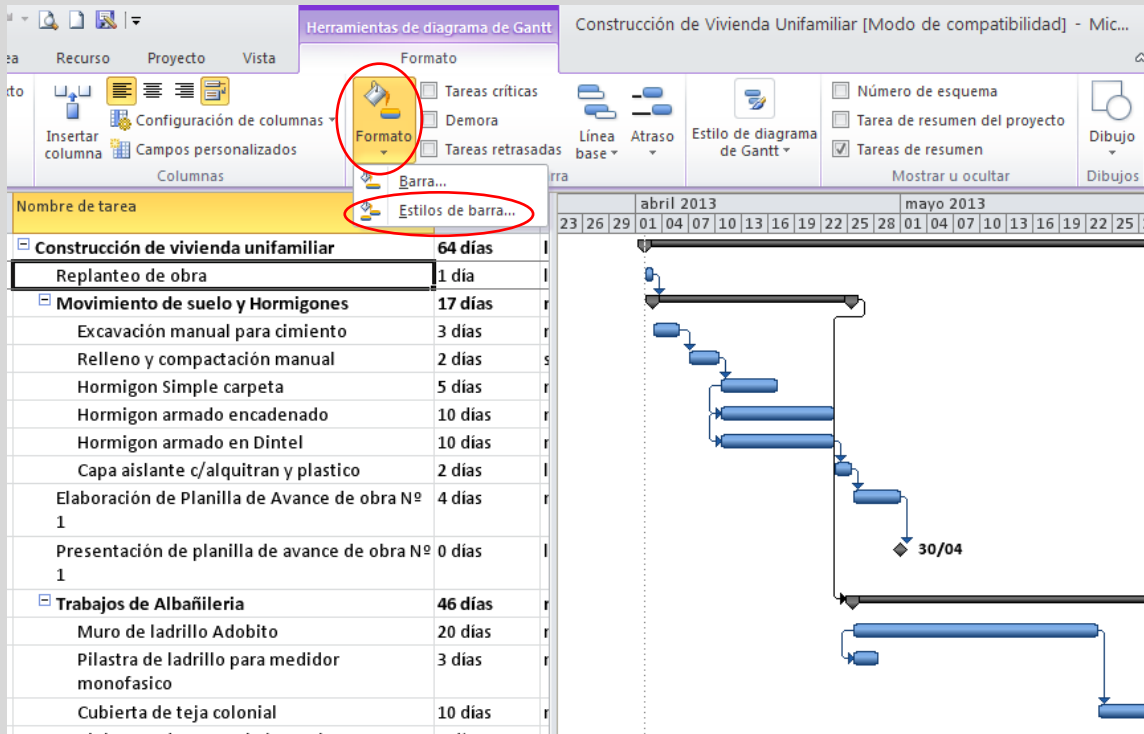 Herramientas de diagrama de Gantt
Construcción de Vivienda Unifamiliar [Modo de compatibilidad] - Mic...
Recurso Proyecto Vista Formato
Insertar columna
Configuración de columnas
Campos personalizados
Columnas
Formato
Tareas críticas
Demora
Tareas retrasadas
Línea base
Atraso
Estilo de diagrama de Gantt
Número de esquema
Tarea de resumen del proyecto
Tareas de resumen
Mostrar u ocultar
Dibujo
Dibujos
Barra...
Estilos de barra...
Nombre de tarea
abril 2013 mayo 2013
23 26 29 01 04 07 10 13 16 19 22 25 28 01 04 07 10 13 16 19 22 25
Construcción de vivienda unifamiliar 64 días
Replanteo de obra 1 día
Movimiento de suelo y Hormigones 17 días
Excavación manual para cimiento 3 días
Relleno y compactación manual 2 días
Hormigon Simple carpeta 5 días
Hormigon armado encadenado 10 días
Hormigon armado en Dintel 10 días
Capa aislante c/alquitran y plastico 2 días
Elaboración de Planilla de Avance de obra Nº 4 días
1
Presentación de planilla de avance de obra Nº 0 días
1
30/04
Trabajos de Albañileria 46 días
Muro de ladrillo Adobito 20 días
Pilastra de ladrillo para medidor 3 días
monofasico
Cubierta de teja colonial 10 días